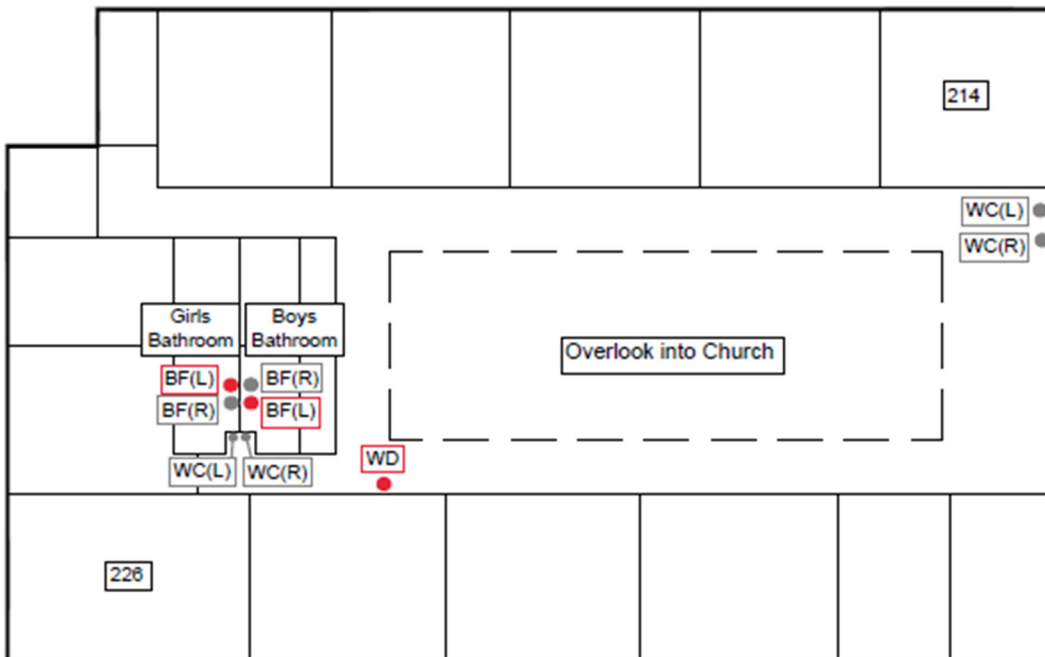 214
WC(L)
WC(R)
Girls
Bathroom
Boys
Bathroom
Overlook into Church
BF(L)
BF(R)
BF(R)
BF(L)
WC(L)
WC(R)
WD
226